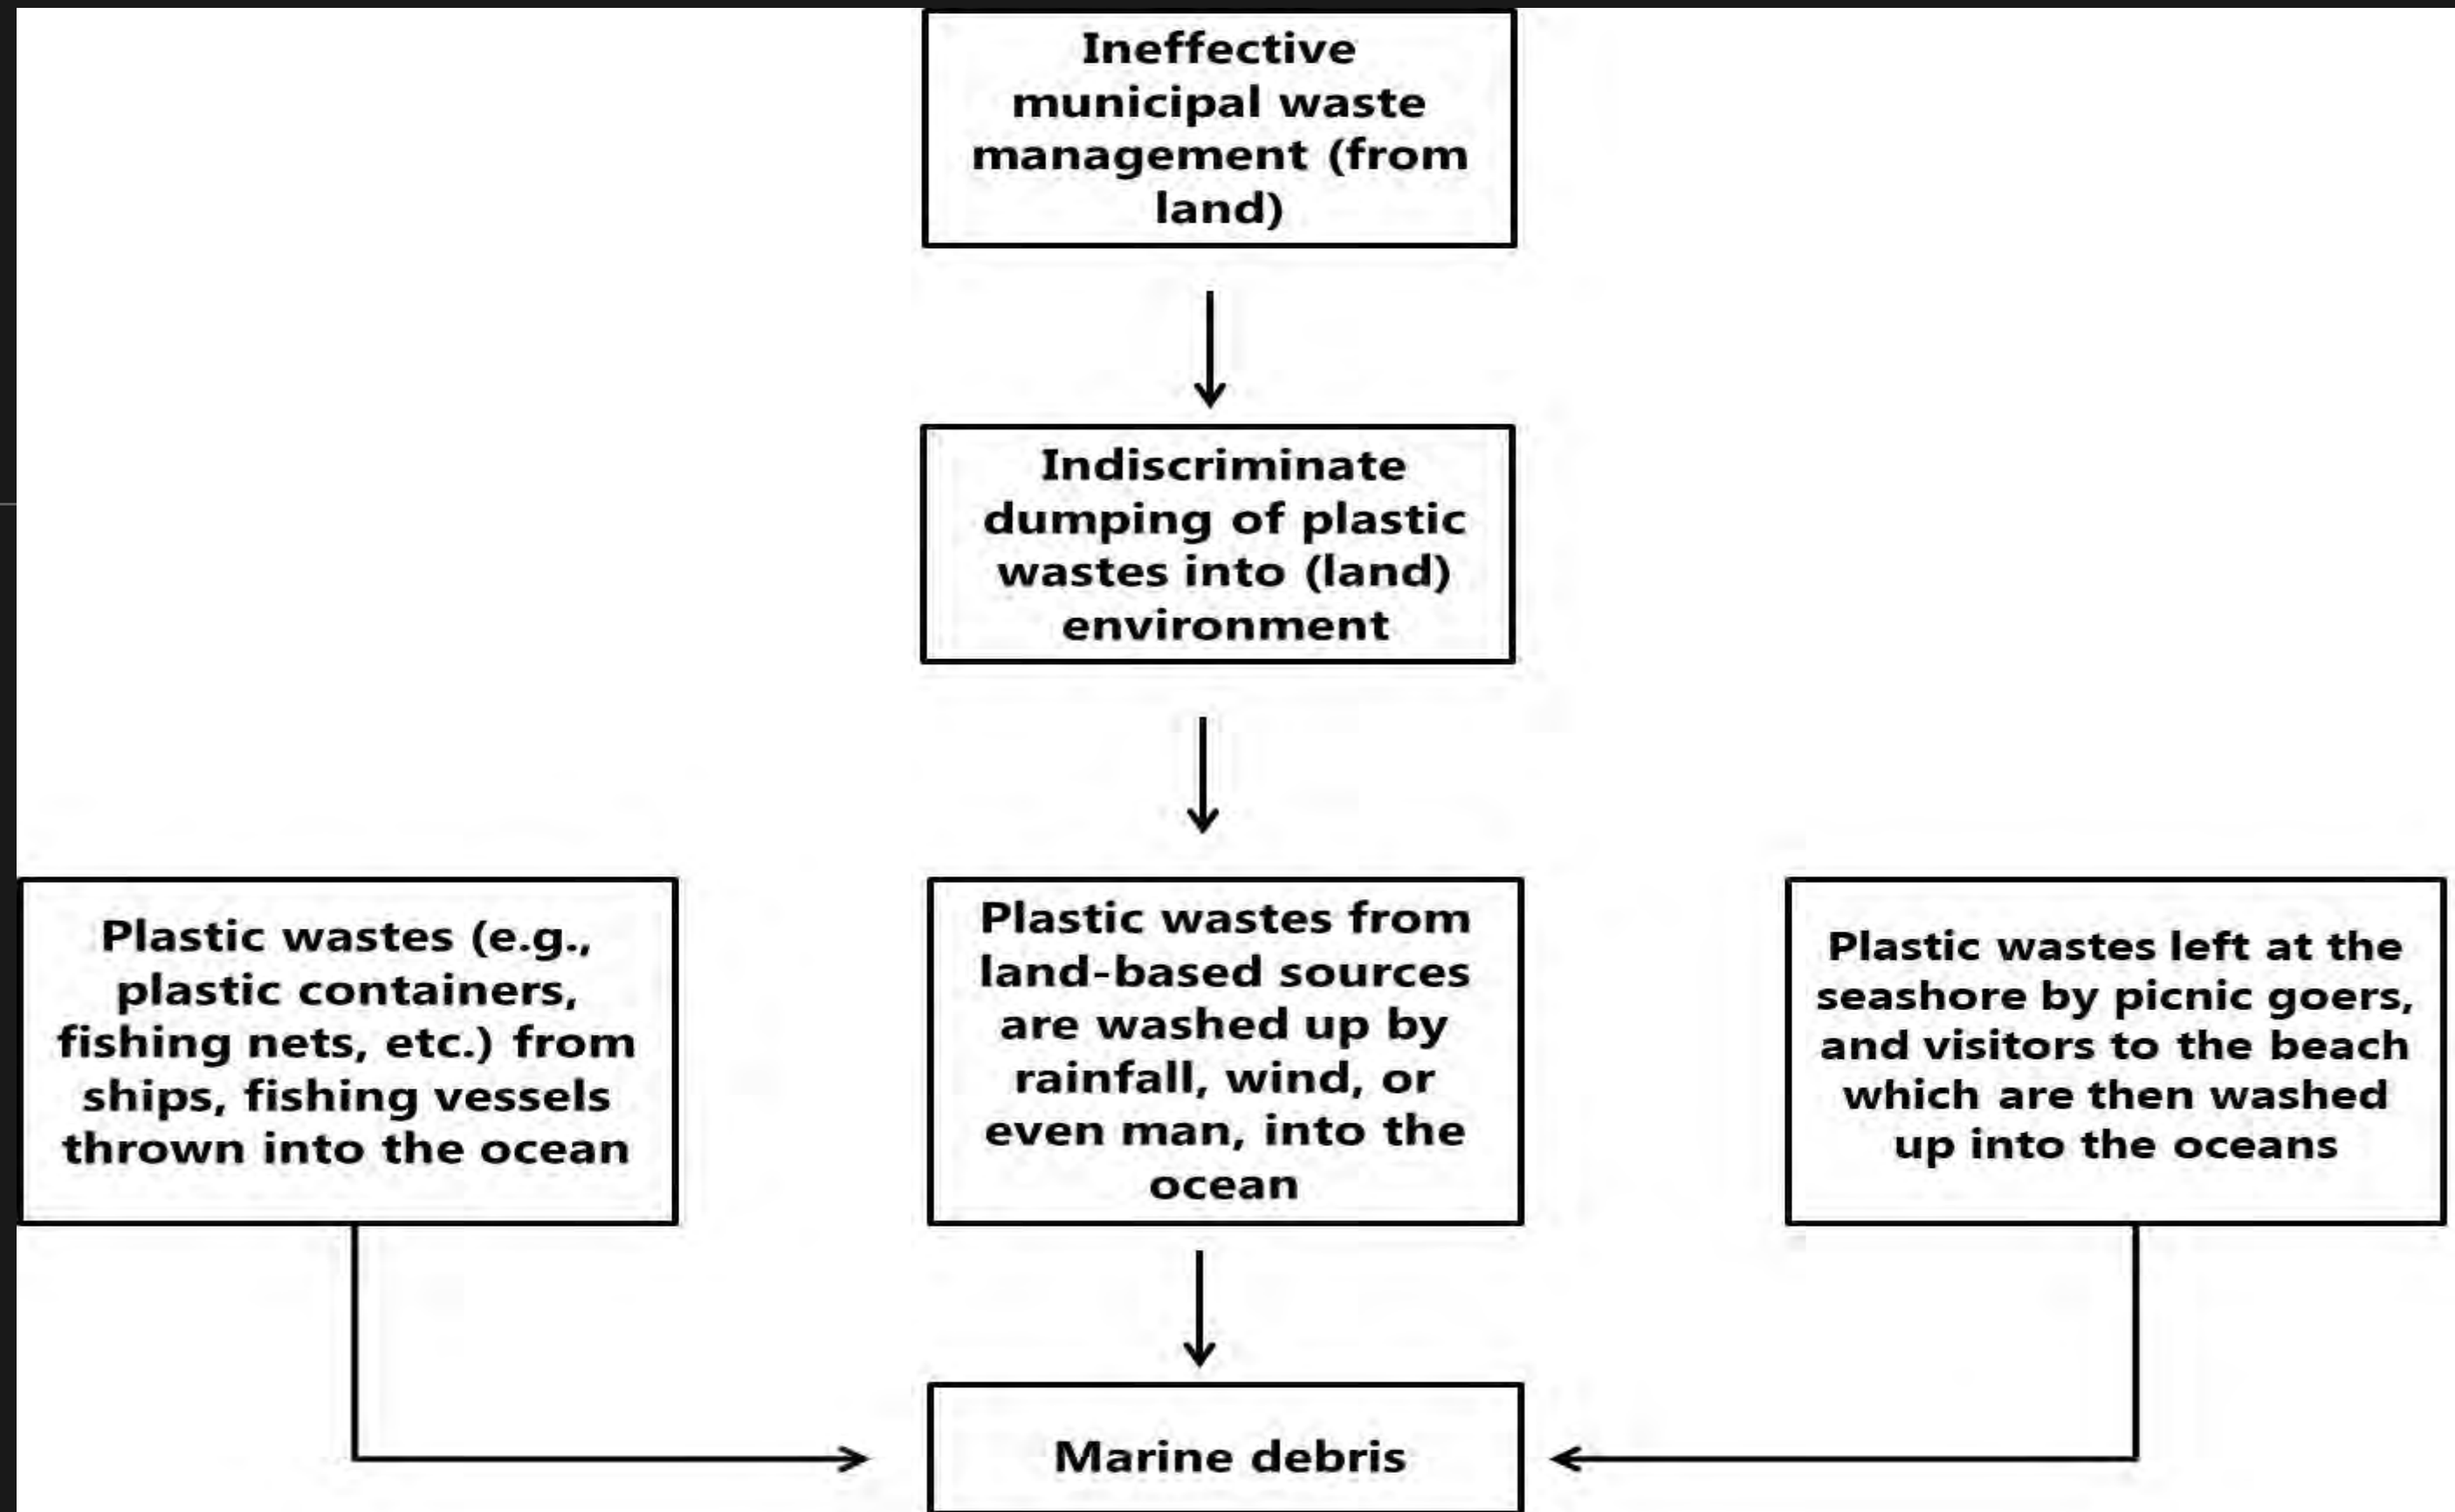 Ineffective
municipal waste
management (from
land)
Indiscriminate
dumping of plastic
wastes into (land)
environment
Plastic wastes (e.g.,
plastic containers,
fishing nets, etc.) from
ships, fishing vessels
thrown into the ocean
Plastic wastes from
land-based sources
are washed up by
rainfall, wind, or
even man, into the
ocean
Plastic wastes left at the
seashore by picnic goers,
and visitors to the beach
which are then washed
up into the oceans
Marine debris